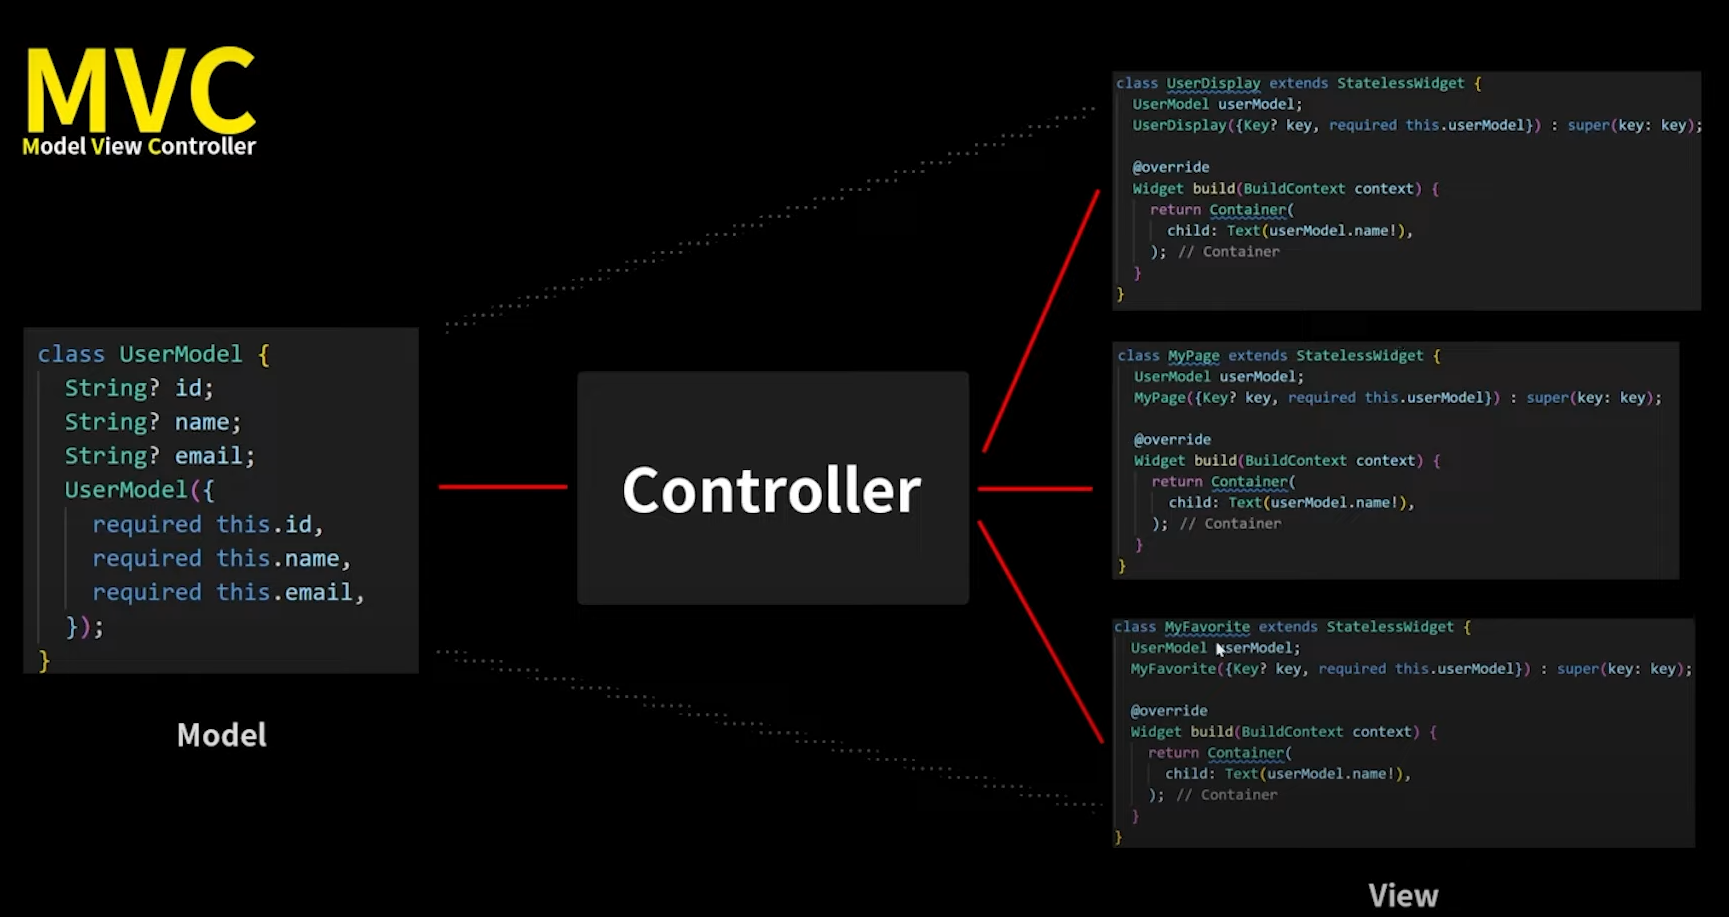 MVC
Model View Controller
class UserModel {
String? id;
String? name;
String? email;
UserModel({
required this.id,
required this.name,
required this.email,
});
}
Model
Controller
class UserDisplay extends StatelessWidget {
UserModel userModel;
UserDisplay({Key? key, required this.userModel}) : super(key: key);
@override
Widget build(BuildContext context) {
return Container(
child: Text(userModel.name!),
); // Container
}
}
class MyPage extends StatelessWidget {
UserModel userModel;
MyPage({Key? key, required this.userModel}) : super(key: key);
@override
Widget build(BuildContext context) {
return Container(
child: Text(userModel.name!),
); // Container
}
}
class MyFavorite extends StatelessWidget {
UserModel userModel;
MyFavorite({Key? key, required this.userModel}) : super(key: key);
@override
Widget build(BuildContext context) {
return Container(
child: Text(userModel.name!),
); // Container
}
}
View